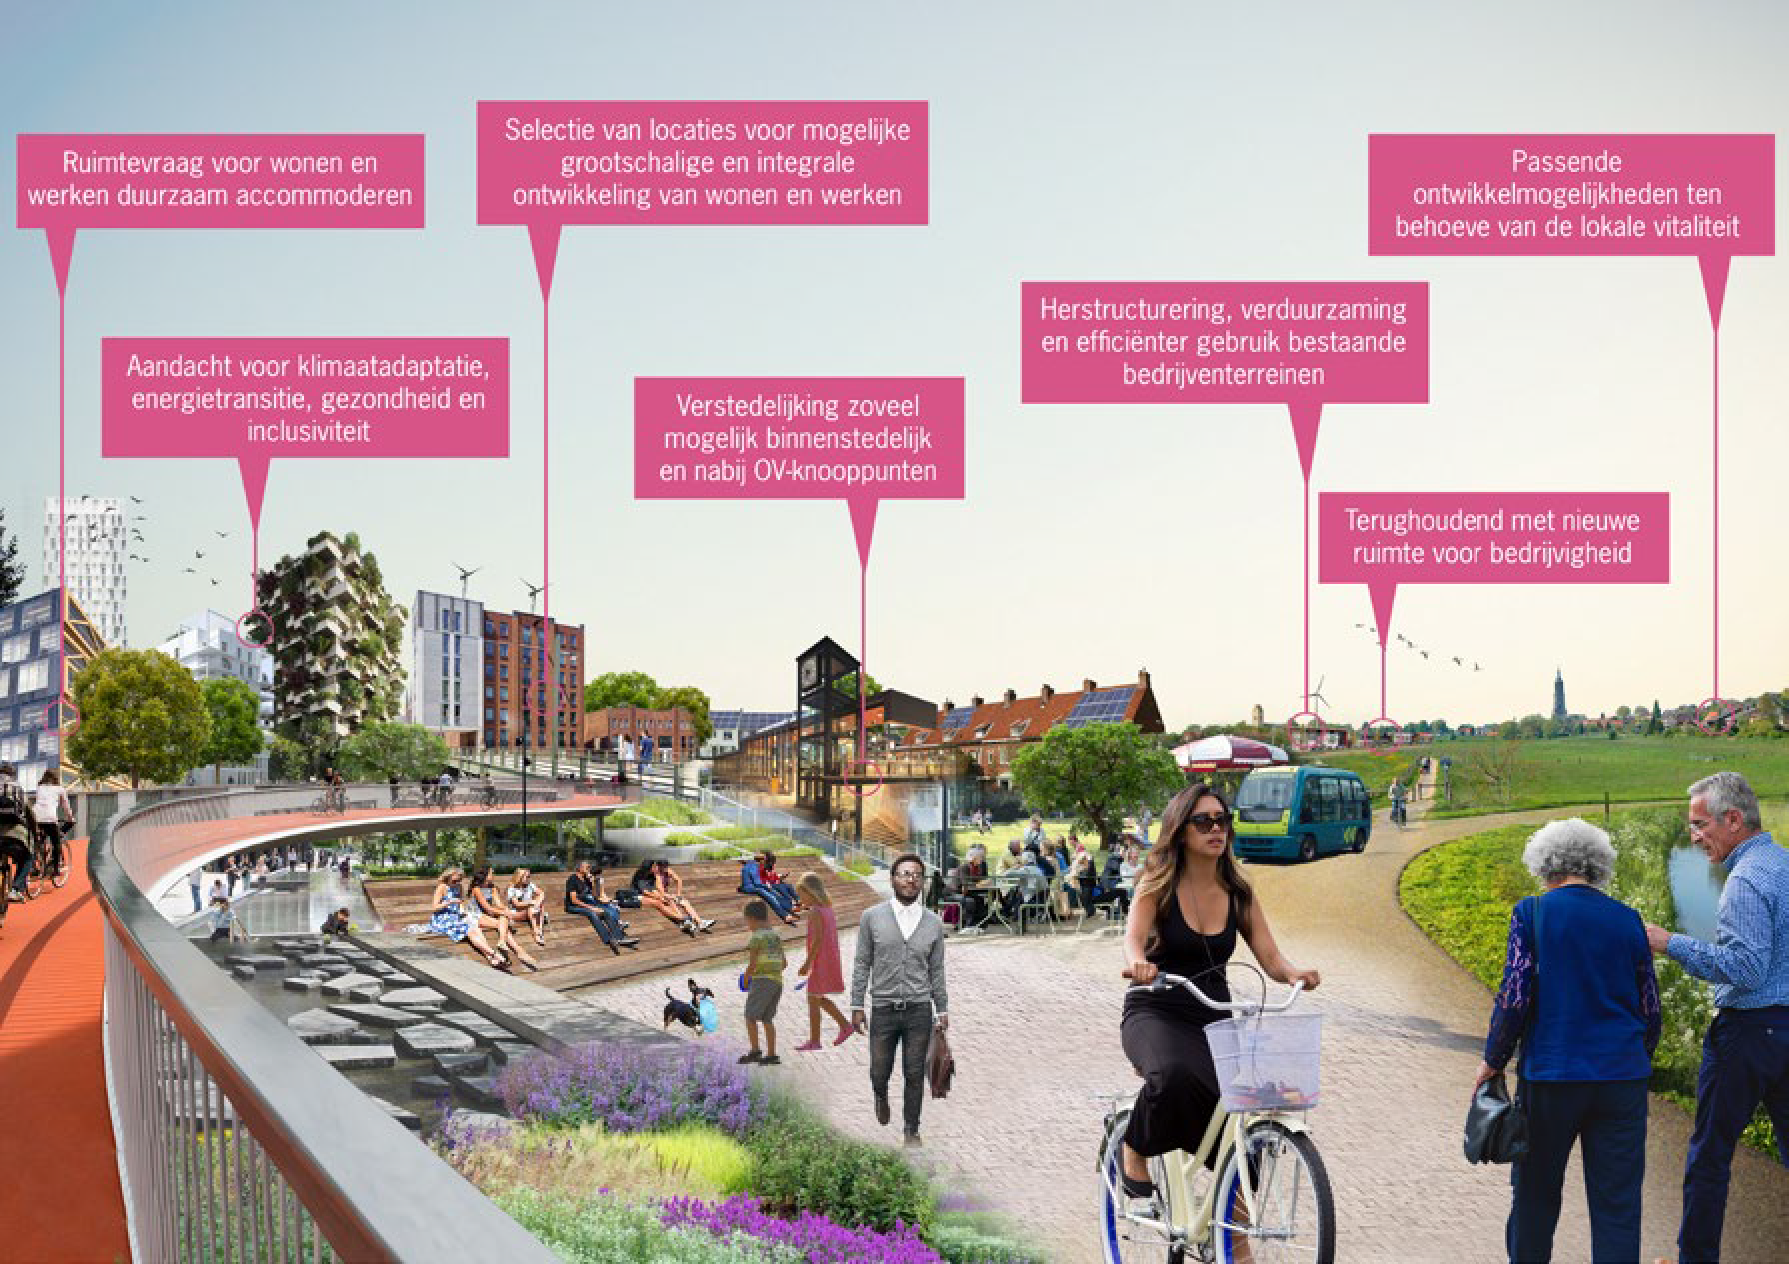 Ruimtevraag voor wonen en
werken duurzaam accommoderen
Selectie van locaties voor mogelijke
grootschalige en integrale
ontwikkeling van wonen en werken
Passende
ontwikkelmogelijkheden ten
behoeve van de lokale vitaliteit
Herstructurering, verduurzaming
en efficiënter gebruik bestaande
bedrijventerreinen
Aandacht voor klimaatadaptatie,
energietransitie, gezondheid en
inclusiviteit
Verstedelijking zoveel
mogelijk binnenstedelijk
en nabij OV-knooppunten
Terughoudend met nieuwe
ruimte voor bedrijvigheid